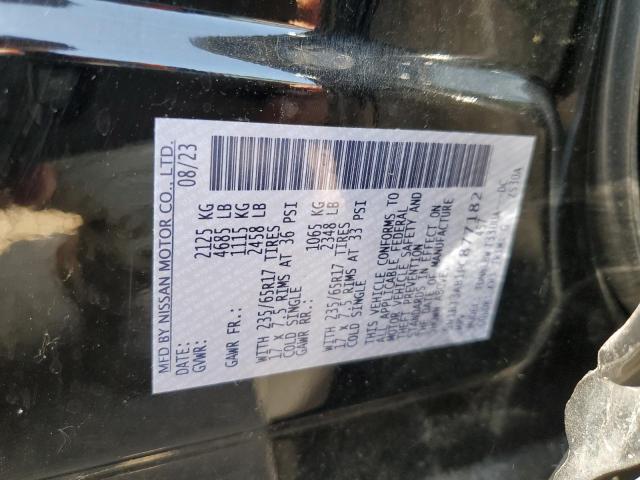 MFD BY NISSAN MOTOR CO., LTD.
DATE: 08/23
GVWR: 2125 KG
4685 LB
GAWR FR.: 1115 KG
2458 LB
WITH 235/65R17 TIRES
17 X 7.5 RIMS AT 36 PSI
COLD SINGLE
GAWR RR.: 1065 KG
2348 LB
WITH 235/65R17 TIRES
17 X 7.5 RIMS AT 33 PSI
COLD SINGLE
THIS VEHICLE CONFORMS TO
ALL APPLICABLE FEDERAL
MOTOR VEHICLE SAFETY AND
THEFT PREVENTION
STANDARDS IN EFFECT ON
THE DATE OF MANUFACTURE
SHOWN ABOVE